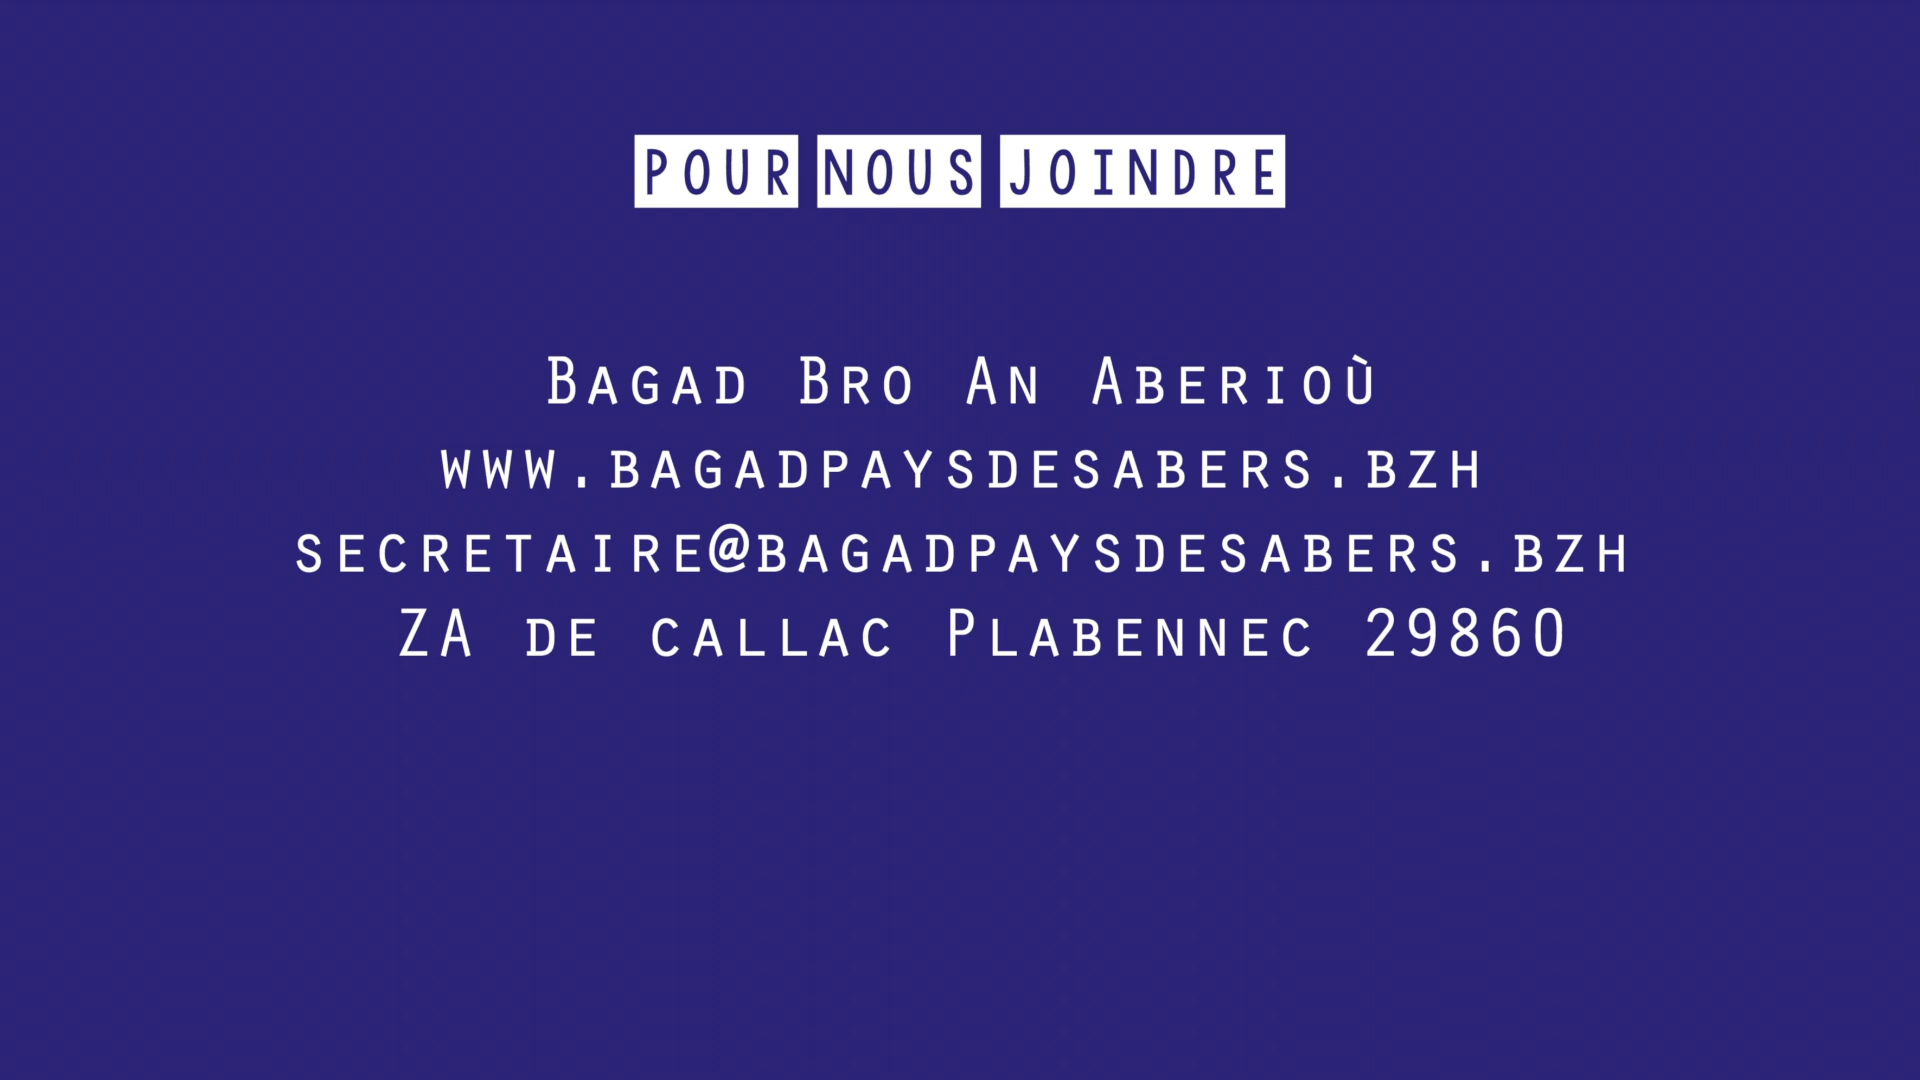 POUR NOUS JOINDRE
Bagad Bro An Aberioù
www.bagadpaysdesabers.bzh
secretaire@bagadpaysdesabers.bzh
ZA de callac Plabennec 29860